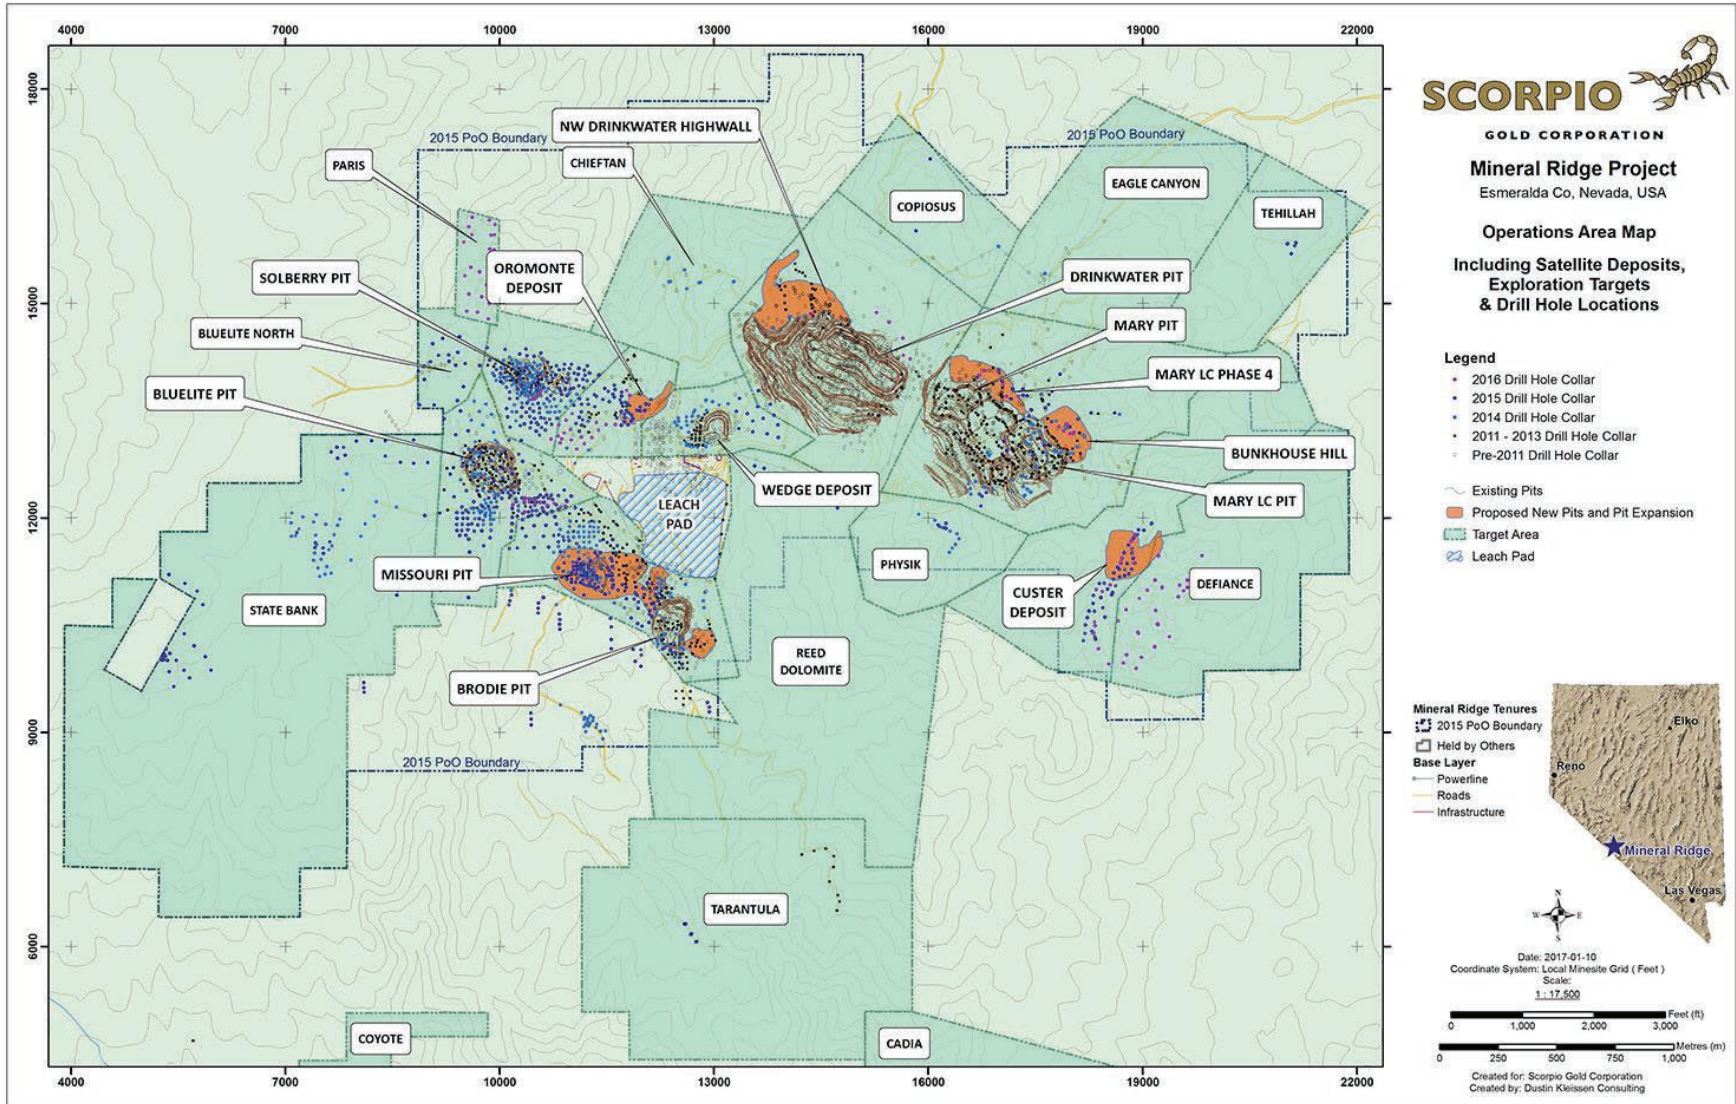 4000 7000 10000 13000 16000 19000 22000
18000
15000
12000
9000
6000
2015 PoO Boundary
NW DRINKWATER HIGHWALL
2015 PoO Boundary
PARIS
CHIEFTAN
COPIOSUS
EAGLE CANYON
TEHILLAH
SOLBERRY PIT
OROMONTE
DEPOSIT
DRINKWATER PIT
BLUELITE NORTH
MARY PIT
BLUELITE PIT
MARY LC PHASE 4
BUNKHOUSE HILL
WEDGE DEPOSIT
MARY LC PIT
LEACH
PAD
MISSOURI PIT
PHYSIK
STATE BANK
CUSTER
DEPOSIT
DEFIANCE
BRODIE PIT
REED
DOLOMITE
2015 PoO Boundary
TARANTULA
COYOTE
CADIA
4000 7000 10000 13000 16000 19000 22000
SCORPIO
GOLD CORPORATION
Mineral Ridge Project
Esmeralda Co, Nevada, USA
Operations Area Map
Including Satellite Deposits,
Exploration Targets
& Drill Hole Locations
Legend
2016 Drill Hole Collar
2015 Drill Hole Collar
2014 Drill Hole Collar
2011 - 2013 Drill Hole Collar
Pre-2011 Drill Hole Collar
Existing Pits
Proposed New Pits and Pit Expansion
Target Area
Leach Pad
Mineral Ridge Tenures
2015 PoO Boundary
Held by Others
Base Layer
Powerline
Roads
Infrastructure
Elko
Reno
Mineral Ridge
Las Vegas
N
W E
S
Date: 2017-01-10
Coordinate System: Local Minesite Grid ( Feet )
Scale:
1 : 17,500
Feet (ft)
0 1,000 2,000 3,000
Metres (m)
0 250 500 750 1,000
Created for: Scorpio Gold Corporation
Created by: Dustin Kleissen Consulting